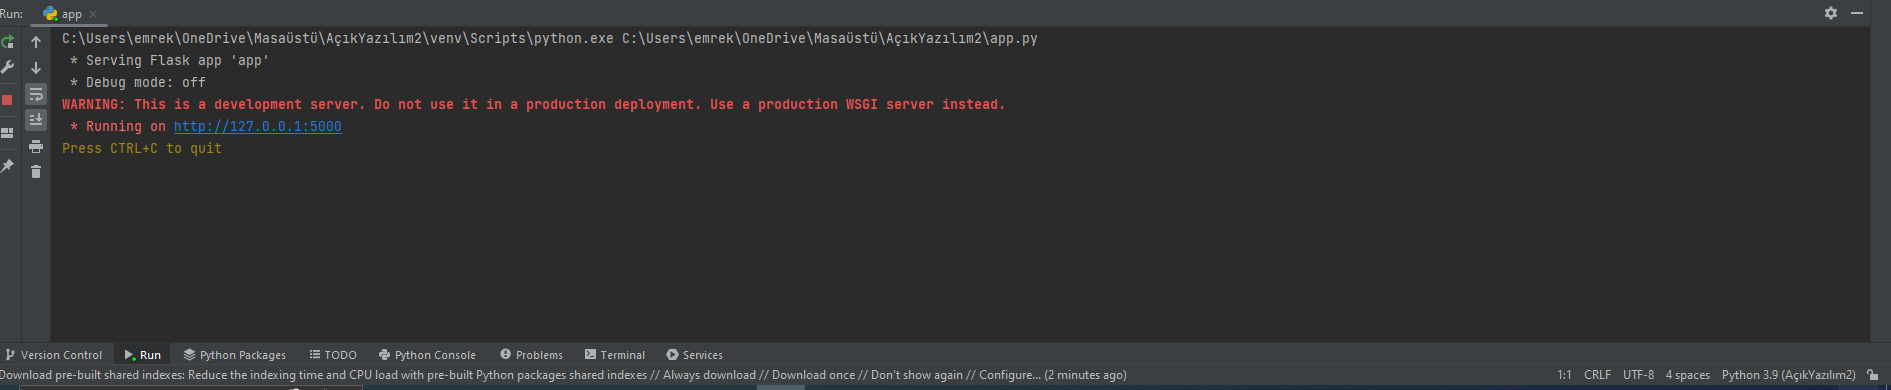 Run:
app
C:\Users\emrek\OneDrive\Masaüstü\AçıkYazılım2\venv\Scripts\python.exe C:\Users\emrek\OneDrive\Masaüstü\AçıkYazılım2\app.py
* Serving Flask app 'app'
* Debug mode: off
WARNING: This is a development server. Do not use it in a production deployment. Use a production WSGI server instead.
* Running on http://127.0.0.1:5000
Press CTRL+C to quit
Version Control Run Python Packages TODO Python Console Problems Terminal Services
Download pre-built shared indexes: Reduce the indexing time and CPU load with pre-built Python packages shared indexes // Always download // Download once // Don't show again // Configure... (2 minutes ago) 1:1 CRLF UTF-8 4 spaces Python 3.9 (AçıkYazılım2)